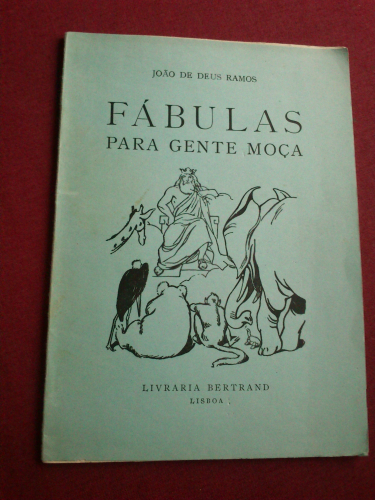 JOÃO DE DEUS RAMOS
FÁBULAS
PARA GENTE MOÇA
LIVRARIA BERTRAND
LISBOA